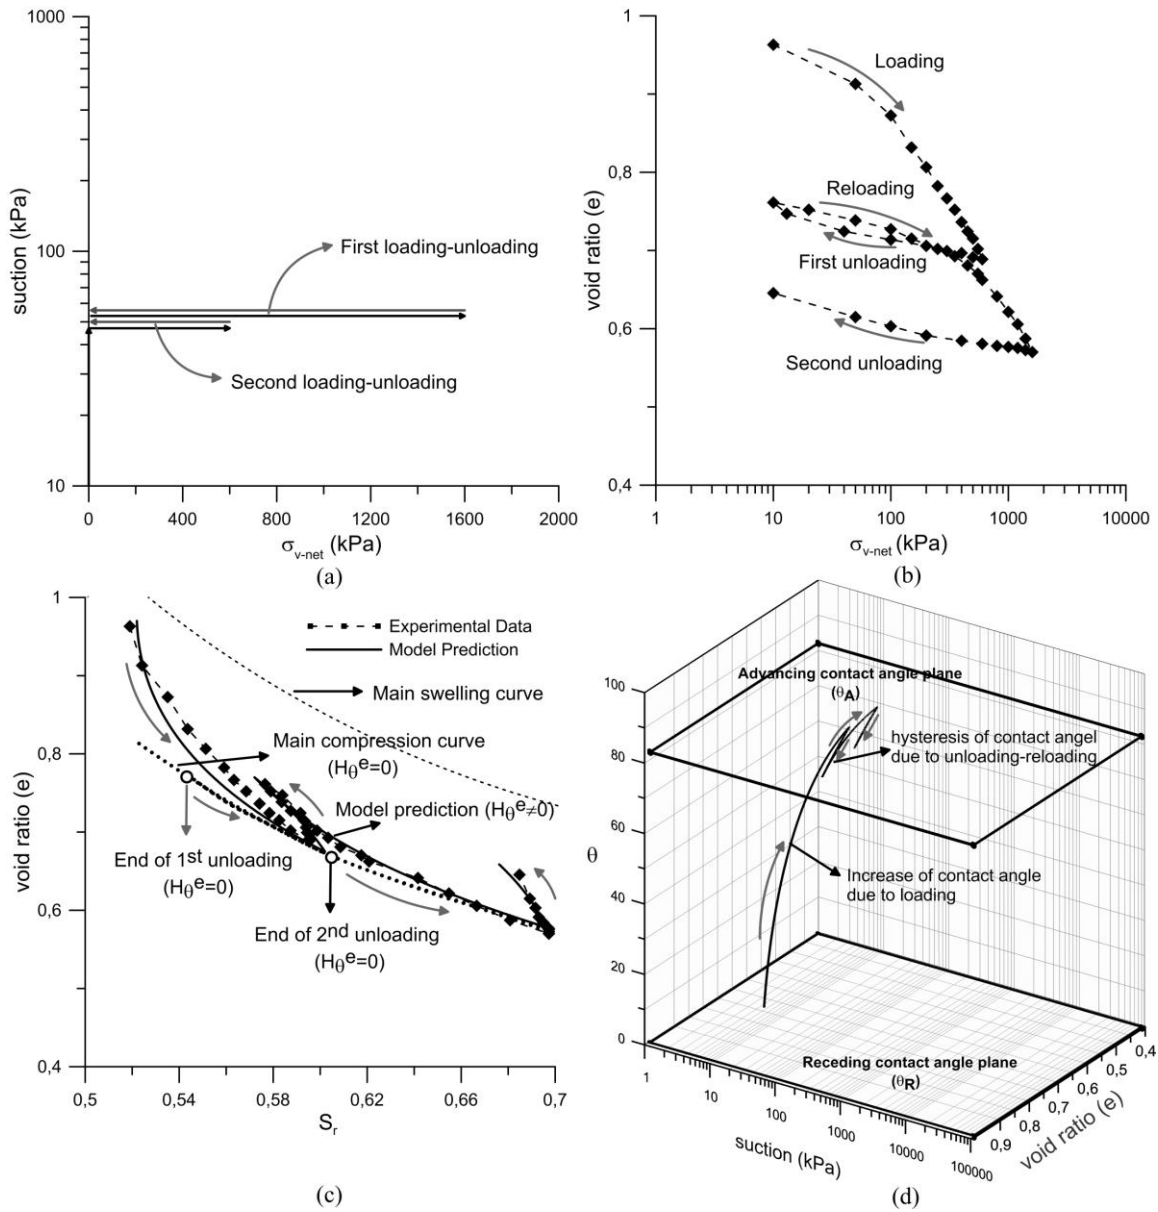 1000
100
10
suction (kPa)
First loading-unloading
Second loading-unloading
0
400
800
1200
1600
2000
σv-net (kPa)
(a)
1
0,8
0,6
0,4
void ratio (e)
Loading
Reloading
First unloading
Second unloading
1
10
100
1000
10000
σv-net (kPa)
(b)
1
0,8
0,6
0,4
void ratio (e)
Experimental Data
Model Prediction
Main swelling curve
Main compression curve
(Hθe=0)
Model prediction (Hθe≠0)
End of 1st unloading
(Hθe=0)
End of 2nd unloading
(Hθe=0)
0,5
0,54
0,58
0,62
0,66
0,7
Sr
(c)
100
80
60
40
20
0
θ
Advancing contact angle plane
(θA)
hysteresis of contact angel
due to unloading-reloading
Increase of contact angle
due to loading
Receding contact angle plane
(θR)
1
10
100
1000
10000
100000
suction (kPa)
0,9
0,8
0,7
0,6
0,5
0,4
void ratio (e)
(d)